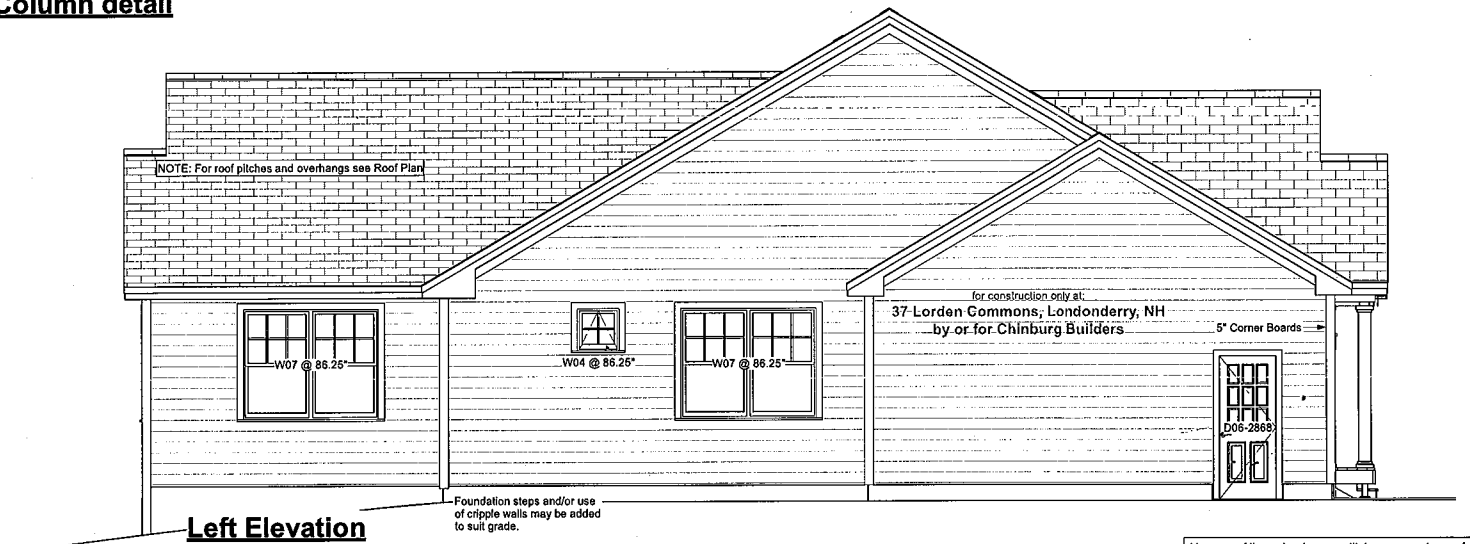 Column detail
NOTE: For roof pitches and overhangs see Roof Plan
for construction only at:
37 Lorden Commons, Londonderry, NH
by or for Chinburg Builders
5" Corner Boards
W07 @ 86.25"
W04 @ 86.25"
W07 @ 86.25"
D06-2868
Foundation steps and/or use
of cripple walls may be added
to suit grade.
Left Elevation